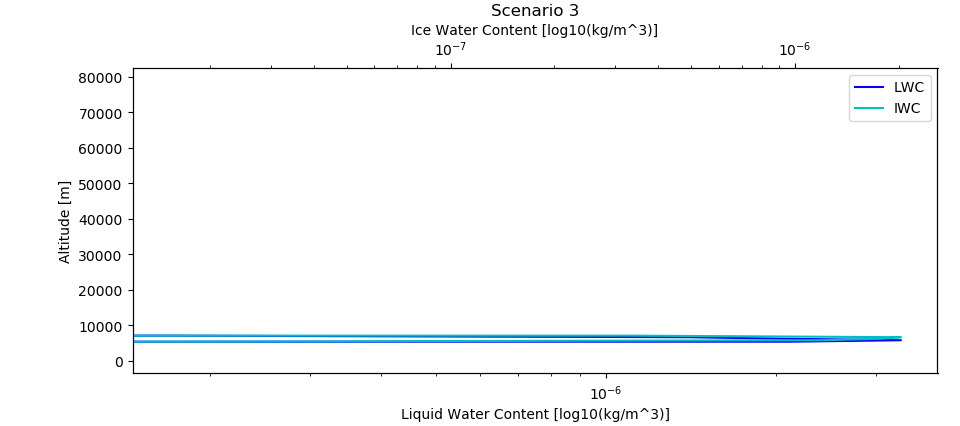 Scenario 3
Ice Water Content [log10(kg/m^3)]
10⁻⁷ 10⁻⁶
80000
70000
60000
50000
40000
30000
20000
10000
0
Altitude [m]
LWC
IWC
10⁻⁶
Liquid Water Content [log10(kg/m^3)]